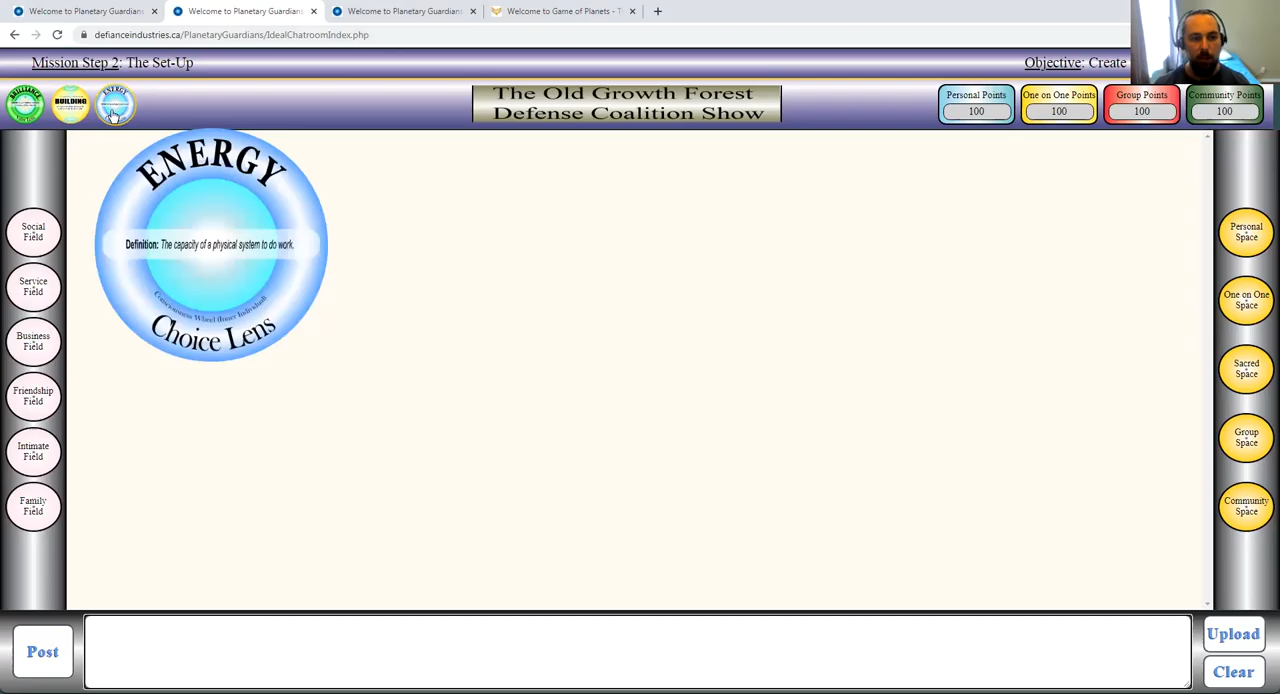 Welcome to Planetary Guardians
Welcome to Planetary Guardians
Welcome to Planetary Guardians
Welcome to Game of Planets - T
defianceindustries.ca/PlanetaryGuardians/IdealChatroomIndex.php
Mission Step 2: The Set-Up
Objective: Create
BUILDING
ENERGY
The Old Growth Forest
Defense Coalition Show
Personal Points
100
One on One Points
100
Group Points
100
Community Points
100
ENERGY
Definition: The capacity of a physical system to do work.
Consciousness Wheel (Inner Individual)
Choice Lens
Social
Field
Service
Field
Business
Field
Friendship
Field
Intimate
Field
Family
Field
Personal
Space
One on One
Space
Sacred
Space
Group
Space
Community
Space
Post
Upload
Clear